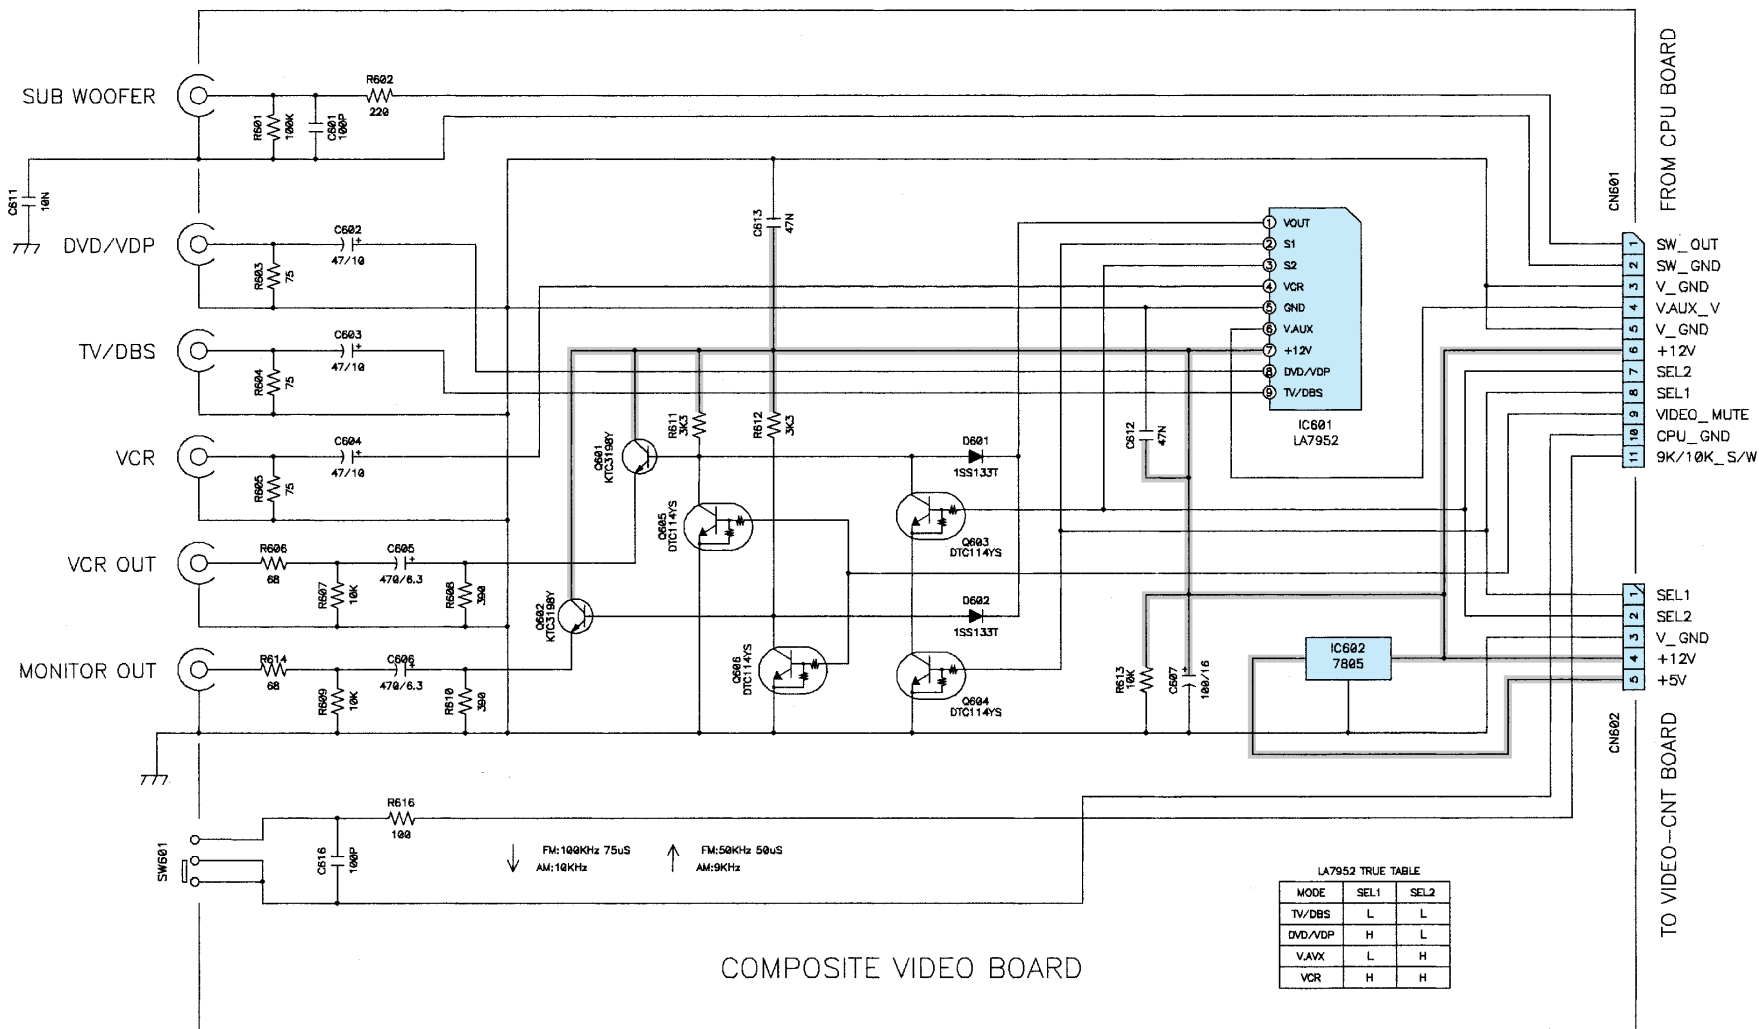 SUB WOOFER
R602
220
R601
100K
C601
100P
C611
10N
DVD/VDP
C602
47/10
R603
75
TV/DBS
C603
47/10
R604
75
VCR
C604
47/10
R605
75
VCR OUT
R606
68
R607
10K
C605
470/6.3
R608
390
MONITOR OUT
R614
68
R609
10K
C606
470/6.3
R610
390
C613
47N
R611
3K3
R612
3K3
Q601
KTC3198Y
Q605
DTC114YS
Q602
KTC3198Y
Q606
DTC114YS
D601
1SS133T
Q603
DTC114YS
D602
1SS133T
Q604
DTC114YS
1 VOUT
2 S1
3 S2
4 VCR
5 GND
6 V.AUX
7 +12V
8 DVD/VDP
9 TV/DBS
IC601
LA7952
C612
47N
R613
10K
C607
100/16
IC602
7805
FROM CPU BOARD
CN601
1 SW_OUT
2 SW_GND
3 V_GND
4 V.AUX_V
5 V_GND
6 +12V
7 SEL2
8 SEL1
9 VIDEO_MUTE
10 CPU_GND
11 9K/10K_S/W
1 SEL1
2 SEL2
3 V_GND
4 +12V
5 +5V
CN602
TO VIDEO-CNT BOARD
SW601
R616
100
C616
100P
↓ FM:100KHz 75uS
AM:10KHz
↑ FM:50KHz 50uS
AM:9KHz
LA7952 TRUE TABLE
MODE SEL1 SEL2
TV/DBS L L
DVD/VDP H L
V.AVX L H
VCR H H
COMPOSITE VIDEO BOARD